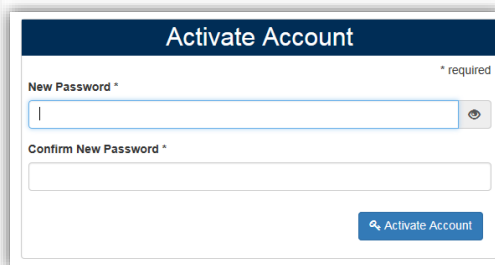 Activate Account
* required
New Password *
Confirm New Password *
Activate Account